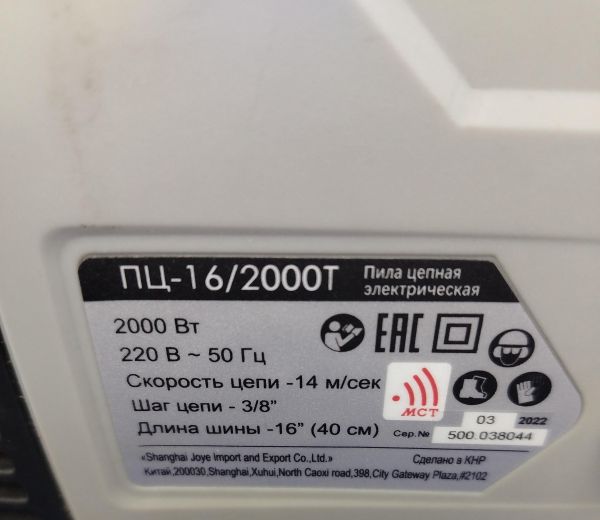 ПЦ-16/2000Т Пила цепная
электрическая
2000 Вт
220 В ~ 50 Гц
EAC
Скорость цепи -14 м/сек
Шаг цепи - 3/8"
МСТ
Длина шины -16" (40 см)
03 2022
Сер.№ 500.038044
«Shanghai Joye Import and Export Co.,Ltd.» Сделано в КНР
Китай,200030,Shanghai,Xuhui,North Caoxi road,398,City Gateway Plaza,#2102